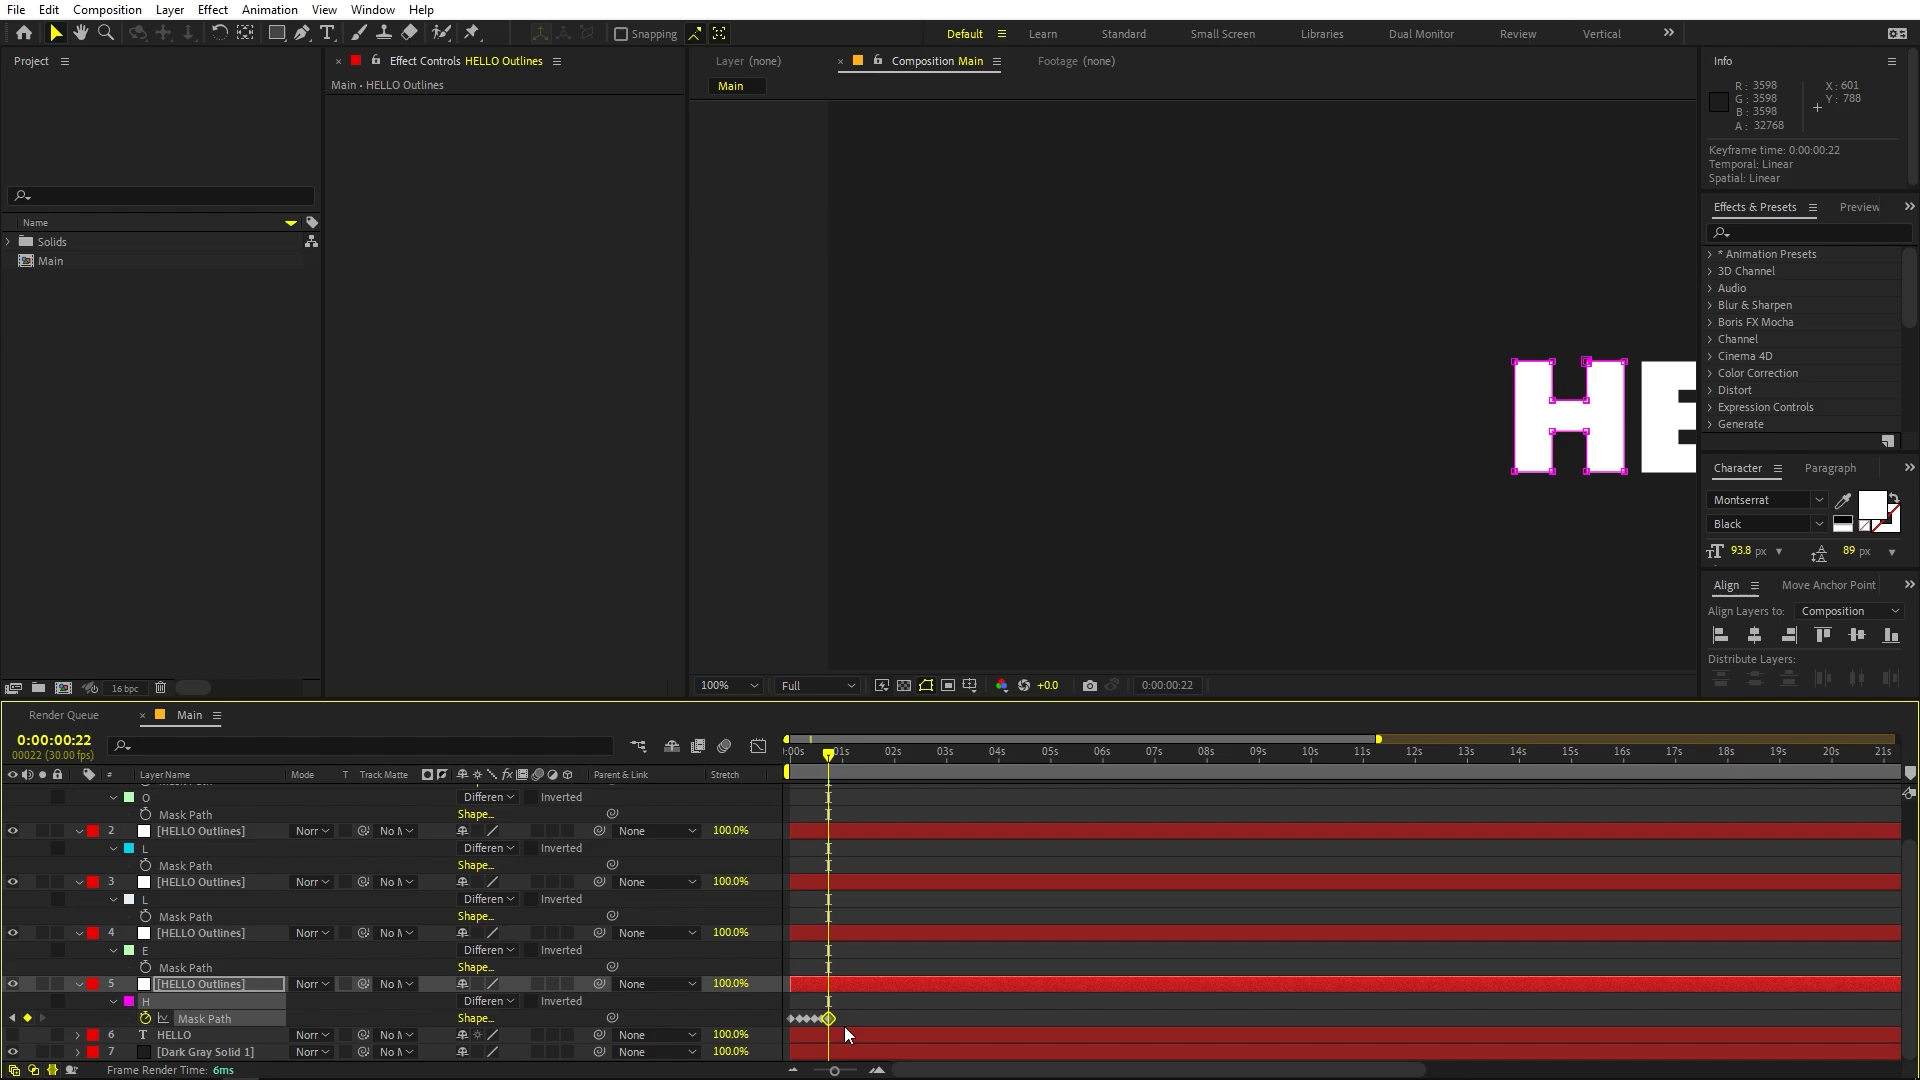 File Edit Composition Layer Effect Animation View Window Help
Snapping Default Learn Standard Small Screen Libraries Dual Monitor Review Vertical
Project
Name
Solids
Main
16 bpc
Effect Controls HELLO Outlines
Main • HELLO Outlines
Layer (none) Composition Main Footage (none)
Main
HE
100% Full +0.0 0:00:00:22
Info
R: 3598 X: 601
G: 3598 Y: 788
B: 3598
A: 32768
Keyframe time: 0:00:00:22
Temporal: Linear
Spatial: Linear
Effects & Presets Preview
* Animation Presets
3D Channel
Audio
Blur & Sharpen
Boris FX Mocha
Channel
Cinema 4D
Color Correction
Distort
Expression Controls
Generate
Character Paragraph
Montserrat
Black
93.8 px 89 px
Align Move Anchor Point
Align Layers to: Composition
Distribute Layers:
Render Queue Main
0:00:00:22
00022 (30.00 fps)
:00s 01s 02s 03s 04s 05s 06s 07s 08s 09s 10s 11s 12s 13s 14s 15s 16s 17s 18s 19s 20s 21s
# Layer Name Mode T Track Matte fx Parent & Link Stretch
O Differen Inverted
Mask Path Shape...
2 [HELLO Outlines] Norr No M None 100.0%
L Differen Inverted
Mask Path Shape...
3 [HELLO Outlines] Norr No M None 100.0%
L Differen Inverted
Mask Path Shape...
4 [HELLO Outlines] Norr No M None 100.0%
E Differen Inverted
Mask Path Shape...
5 [HELLO Outlines] Norr No M None 100.0%
H Differen Inverted
Mask Path Shape...
6 T HELLO Norr No M None 100.0%
7 [Dark Gray Solid 1] Norr No M None 100.0%
Frame Render Time: 6ms